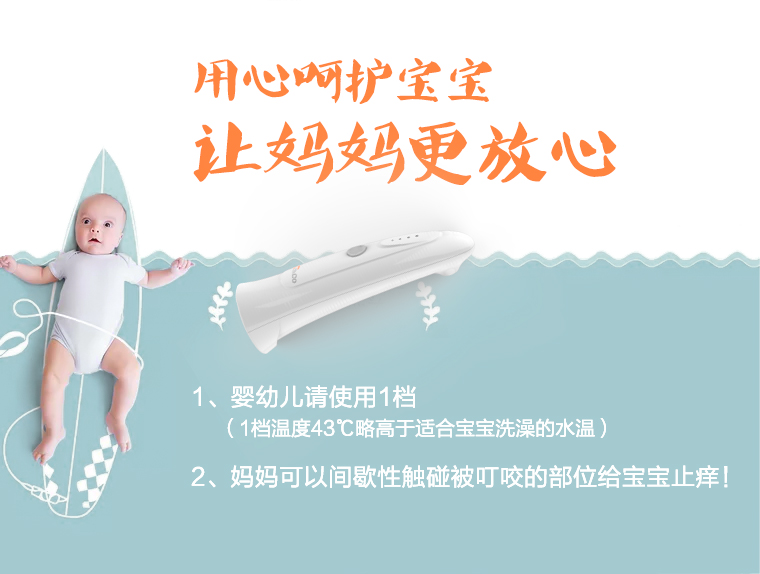 用心呵护宝宝
让妈妈更放心
1、婴幼儿请使用1档
（1档温度43℃略高于适合宝宝洗澡的水温）
2、妈妈可以间歇性触碰被叮咬的部位给宝宝止痒！